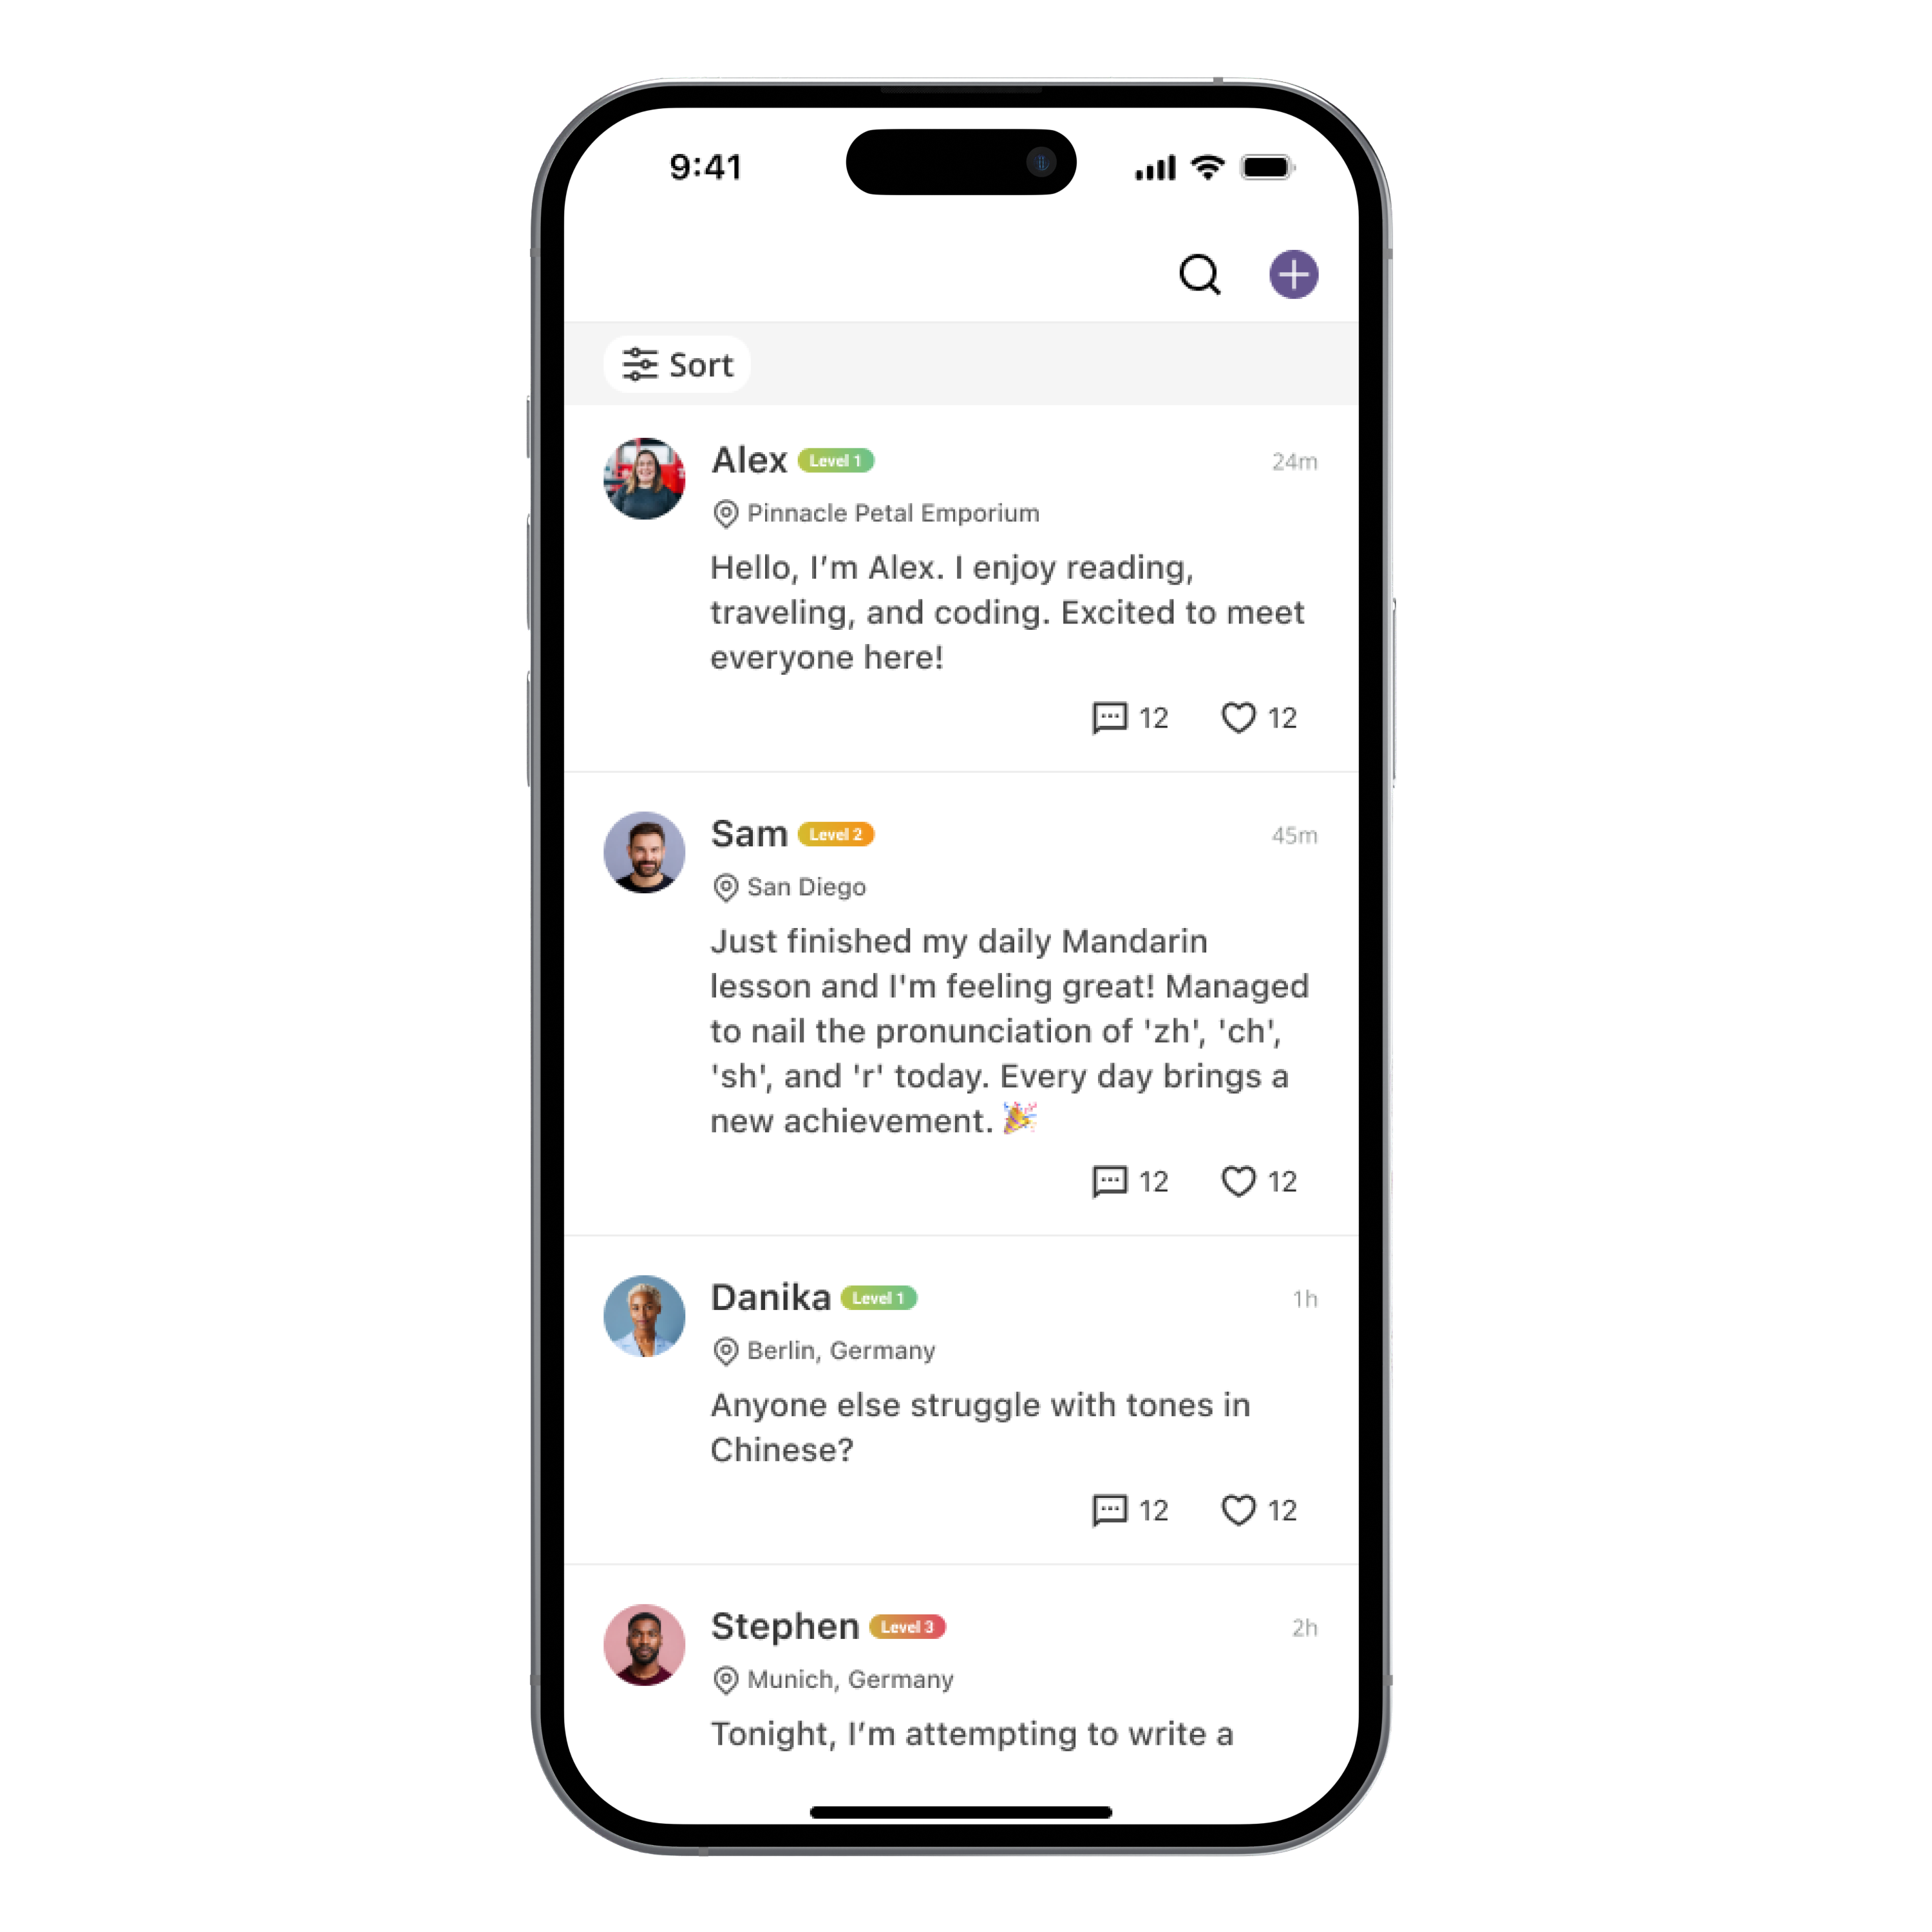 9:41
Sort
Alex Level 1 24m
Pinnacle Petal Emporium
Hello, I’m Alex. I enjoy reading,
traveling, and coding. Excited to meet
everyone here!
12 12
Sam Level 2 45m
San Diego
Just finished my daily Mandarin
lesson and I'm feeling great! Managed
to nail the pronunciation of 'zh', 'ch',
'sh', and 'r' today. Every day brings a
new achievement. 🎉
12 12
Danika Level 1 1h
Berlin, Germany
Anyone else struggle with tones in
Chinese?
12 12
Stephen Level 3 2h
Munich, Germany
Tonight, I’m attempting to write a